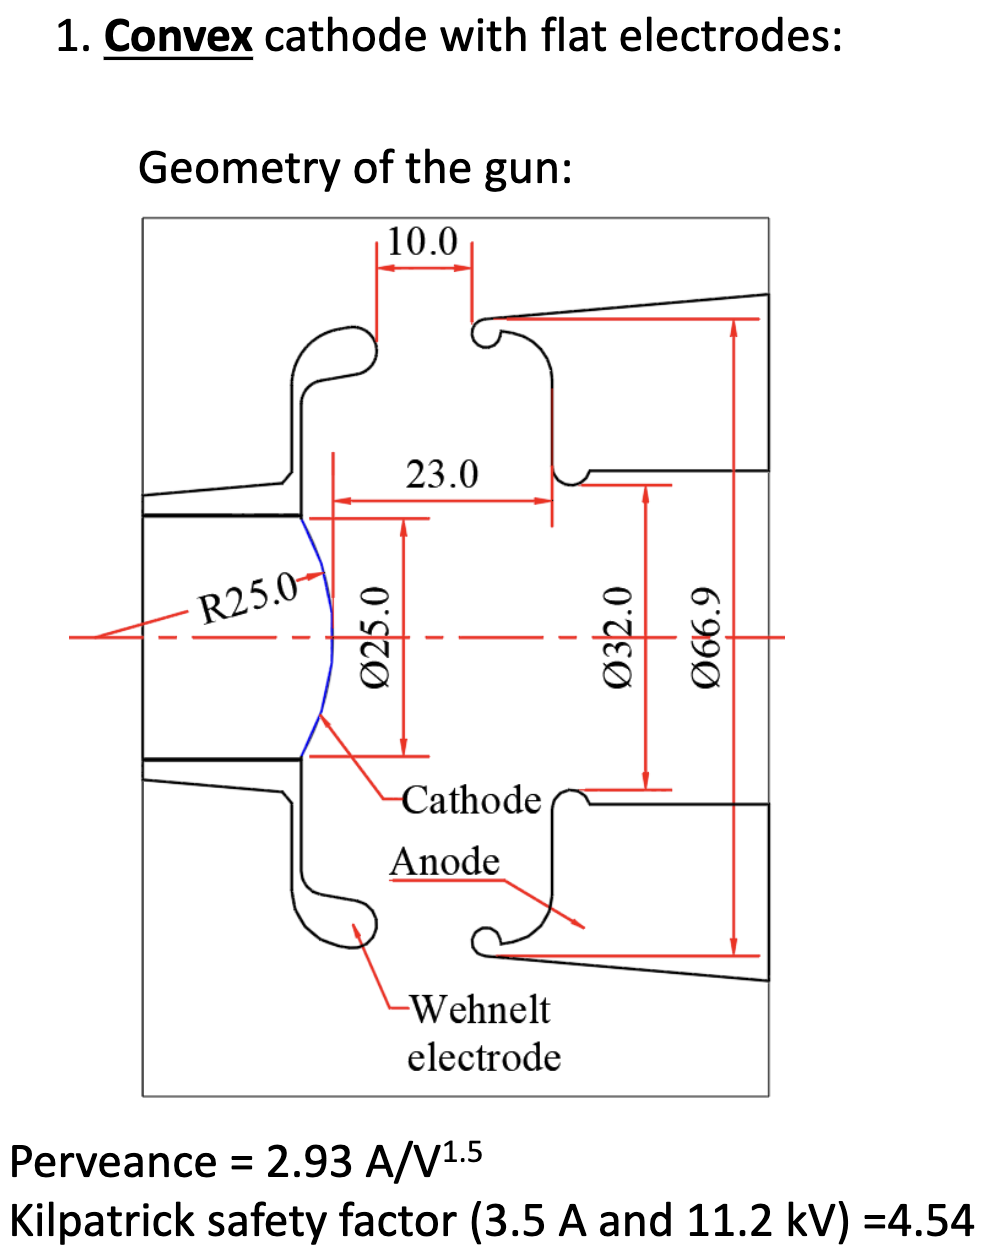 1. Convex cathode with flat electrodes:
Geometry of the gun:
10.0
23.0
R25.0
Ø25.0
Ø32.0
Ø66.9
Cathode
Anode
Wehnelt
electrode
Perveance = 2.93 A/V1.5
Kilpatrick safety factor (3.5 A and 11.2 kV) =4.54